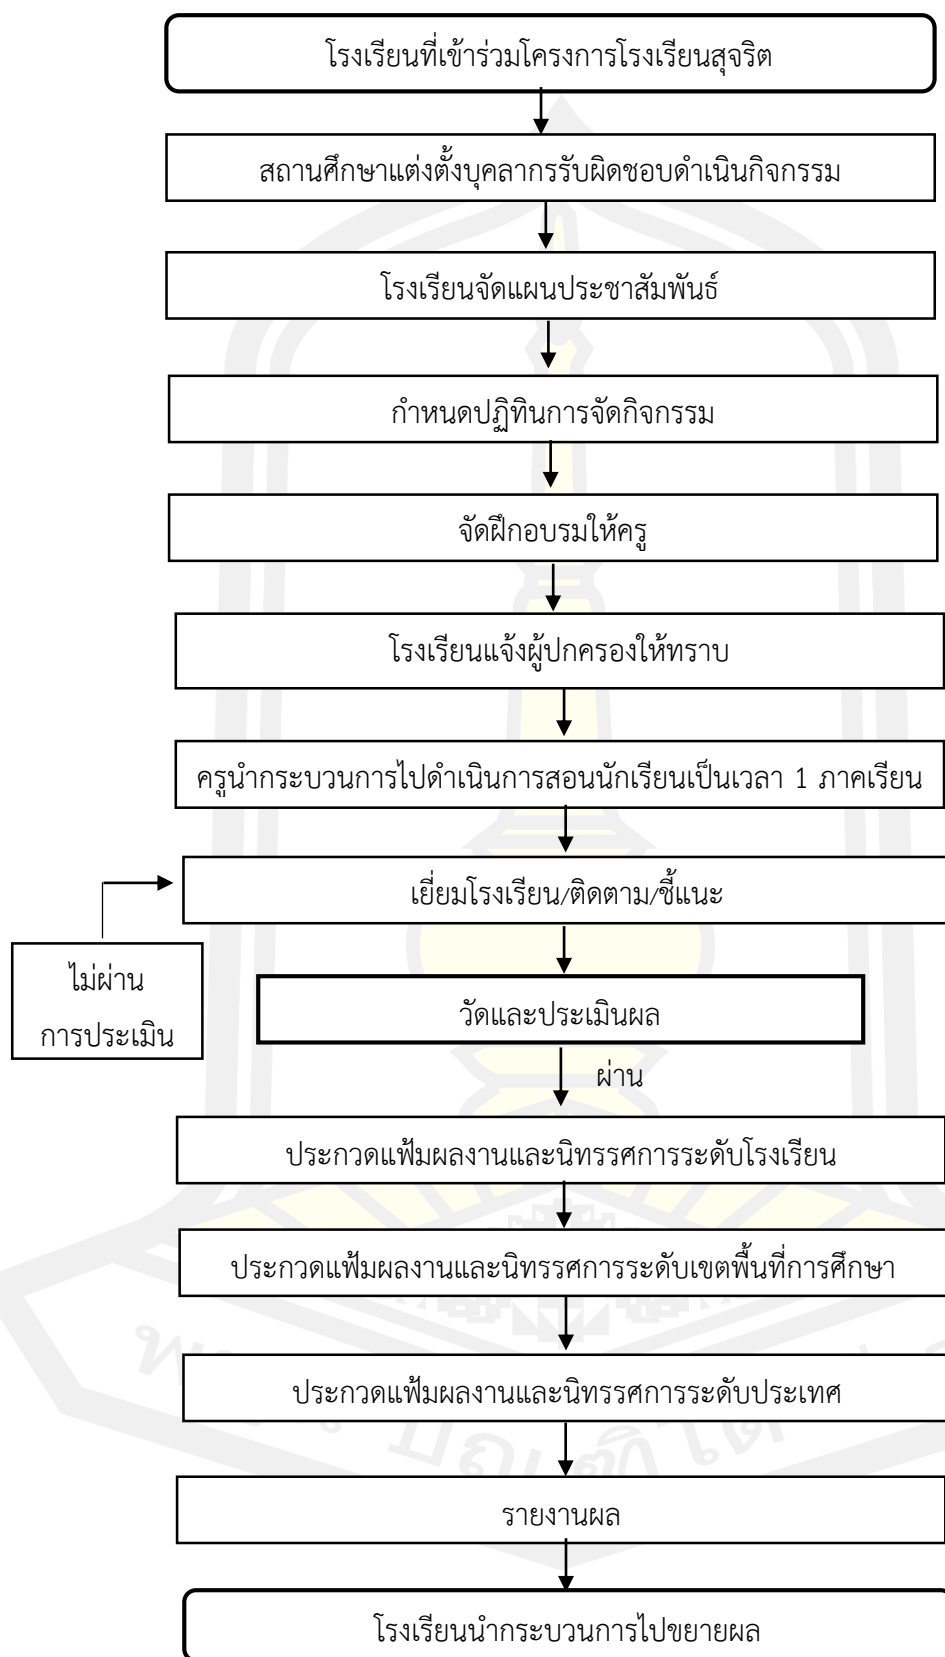 โรงเรียนที่เข้าร่วมโครงการโรงเรียนสุจริต
สถานศึกษาแต่งตั้งบุคลากรรับผิดชอบดำเนินกิจกรรม
โรงเรียนจัดแผนประชาสัมพันธ์
กำหนดปฏิทินการจัดกิจกรรม
จัดฝึกอบรมให้ครู
โรงเรียนแจ้งผู้ปกครองให้ทราบ
ครูนำกระบวนการไปดำเนินการสอนนักเรียนเป็นเวลา 1 ภาคเรียน
เยี่ยมโรงเรียน/ติดตาม/ชี้แนะ
ไม่ผ่าน
การประเมิน
วัดและประเมินผล
ผ่าน
ประกวดแฟ้มผลงานและนิทรรศการระดับโรงเรียน
ประกวดแฟ้มผลงานและนิทรรศการระดับเขตพื้นที่การศึกษา
ประกวดแฟ้มผลงานและนิทรรศการระดับประเทศ
รายงานผล
โรงเรียนนำกระบวนการไปขยายผล